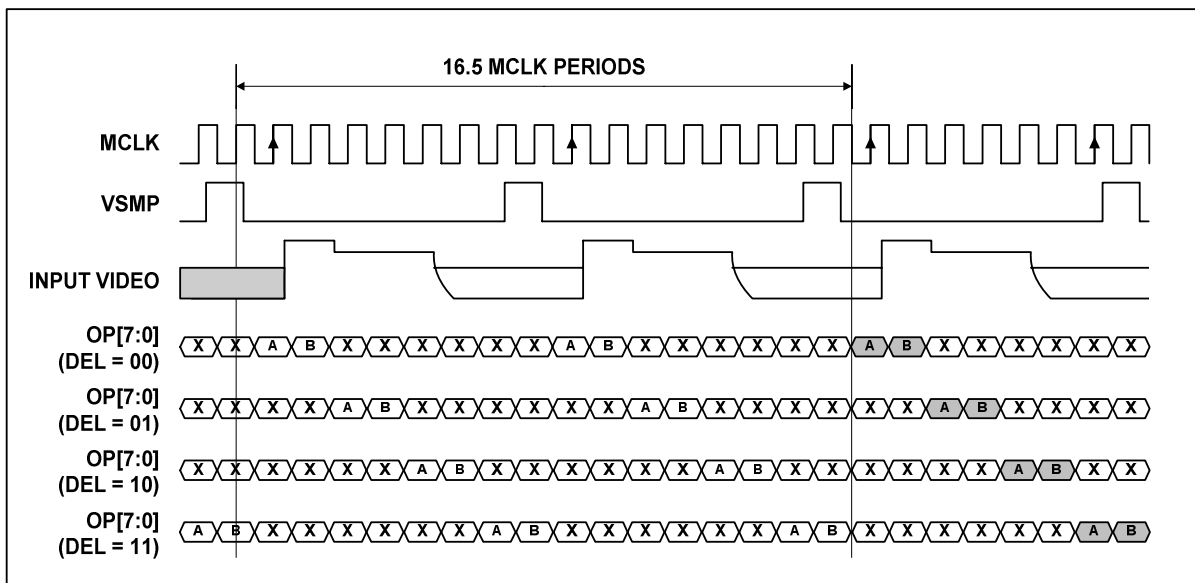 16.5 MCLK PERIODS
MCLK
VSMP
INPUT VIDEO
OP[7:0]
(DEL = 00)
X X A B X X X X X X A B X X X X X X A B X X X X X X
OP[7:0]
(DEL = 01)
X X X X A B X X X X X X A B X X X X X X A B X X X X
OP[7:0]
(DEL = 10)
X X X X X X A B X X X X X X A B X X X X X X A B X X
OP[7:0]
(DEL = 11)
A B X X X X X X A B X X X X X X A B X X X X X X A B